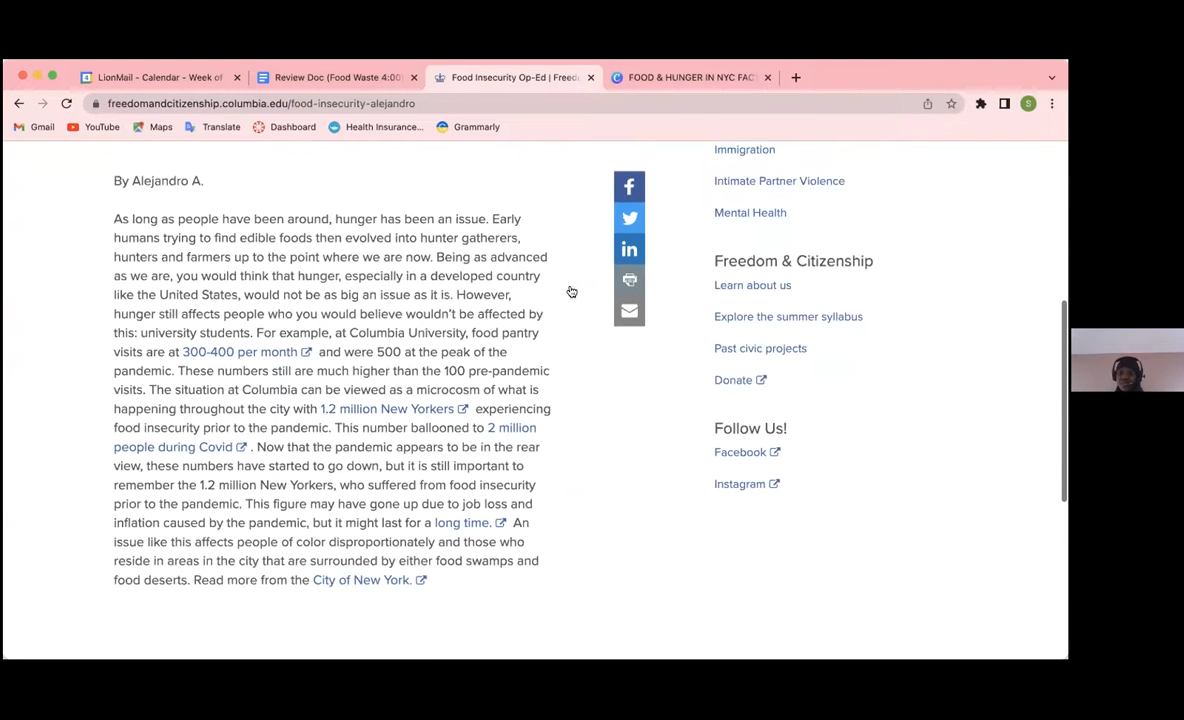 LionMail - Calendar - Week of
Review Doc (Food Waste 4:00)
Food Insecurity Op-Ed | Freed
FOOD & HUNGER IN NYC FAC
freedomandcitizenship.columbia.edu/food-insecurity-alejandro
S
Gmail
YouTube
Maps
Translate
Dashboard
Health Insurance...
Grammarly
By Alejandro A.
As long as people have been around, hunger has been an issue. Early
humans trying to find edible foods then evolved into hunter gatherers,
hunters and farmers up to the point where we are now. Being as advanced
as we are, you would think that hunger, especially in a developed country
like the United States, would not be as big an issue as it is. However,
hunger still affects people who you would believe wouldn't be affected by
this: university students. For example, at Columbia University, food pantry
visits are at 300-400 per month and were 500 at the peak of the
pandemic. These numbers still are much higher than the 100 pre-pandemic
visits. The situation at Columbia can be viewed as a microcosm of what is
happening throughout the city with 1.2 million New Yorkers experiencing
food insecurity prior to the pandemic. This number ballooned to 2 million
people during Covid . Now that the pandemic appears to be in the rear
view, these numbers have started to go down, but it is still important to
remember the 1.2 million New Yorkers, who suffered from food insecurity
prior to the pandemic. This figure may have gone up due to job loss and
inflation caused by the pandemic, but it might last for a long time. An
issue like this affects people of color disproportionately and those who
reside in areas in the city that are surrounded by either food swamps and
food deserts. Read more from the City of New York.
Immigration
Intimate Partner Violence
Mental Health
Freedom & Citizenship
Learn about us
Explore the summer syllabus
Past civic projects
Donate
Follow Us!
Facebook
Instagram